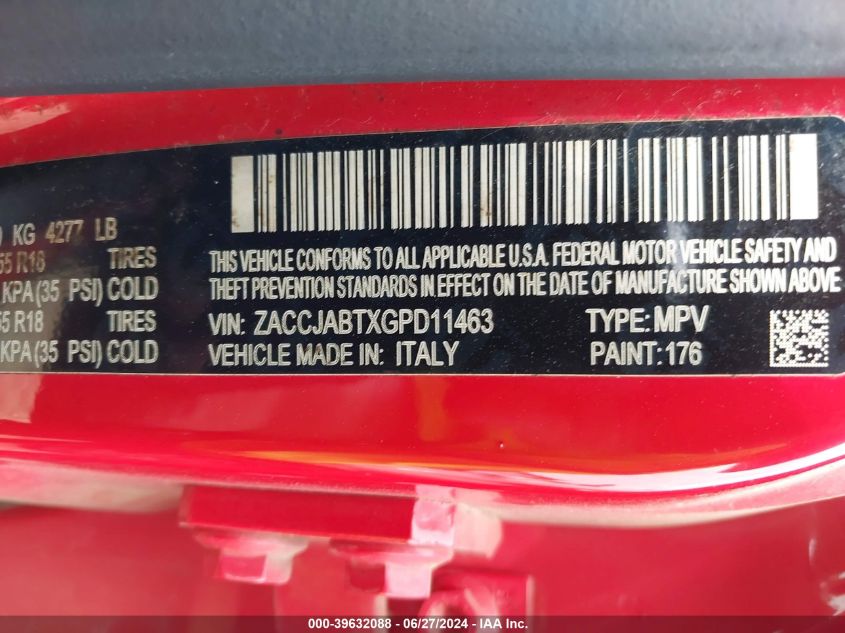 KG 4277 LB
55 R18 TIRES
KPA(35 PSI) COLD
55 R18 TIRES
KPA(35 PSI) COLD
THIS VEHICLE CONFORMS TO ALL APPLICABLE U.S.A. FEDERAL MOTOR VEHICLE SAFETY AND
THEFT PREVENTION STANDARDS IN EFFECT ON THE DATE OF MANUFACTURE SHOWN ABOVE
VIN: ZACCJABTXGPD11463 TYPE: MPV
VEHICLE MADE IN: ITALY PAINT: 176
000-39632088 - 06/27/2024 - IAA Inc.